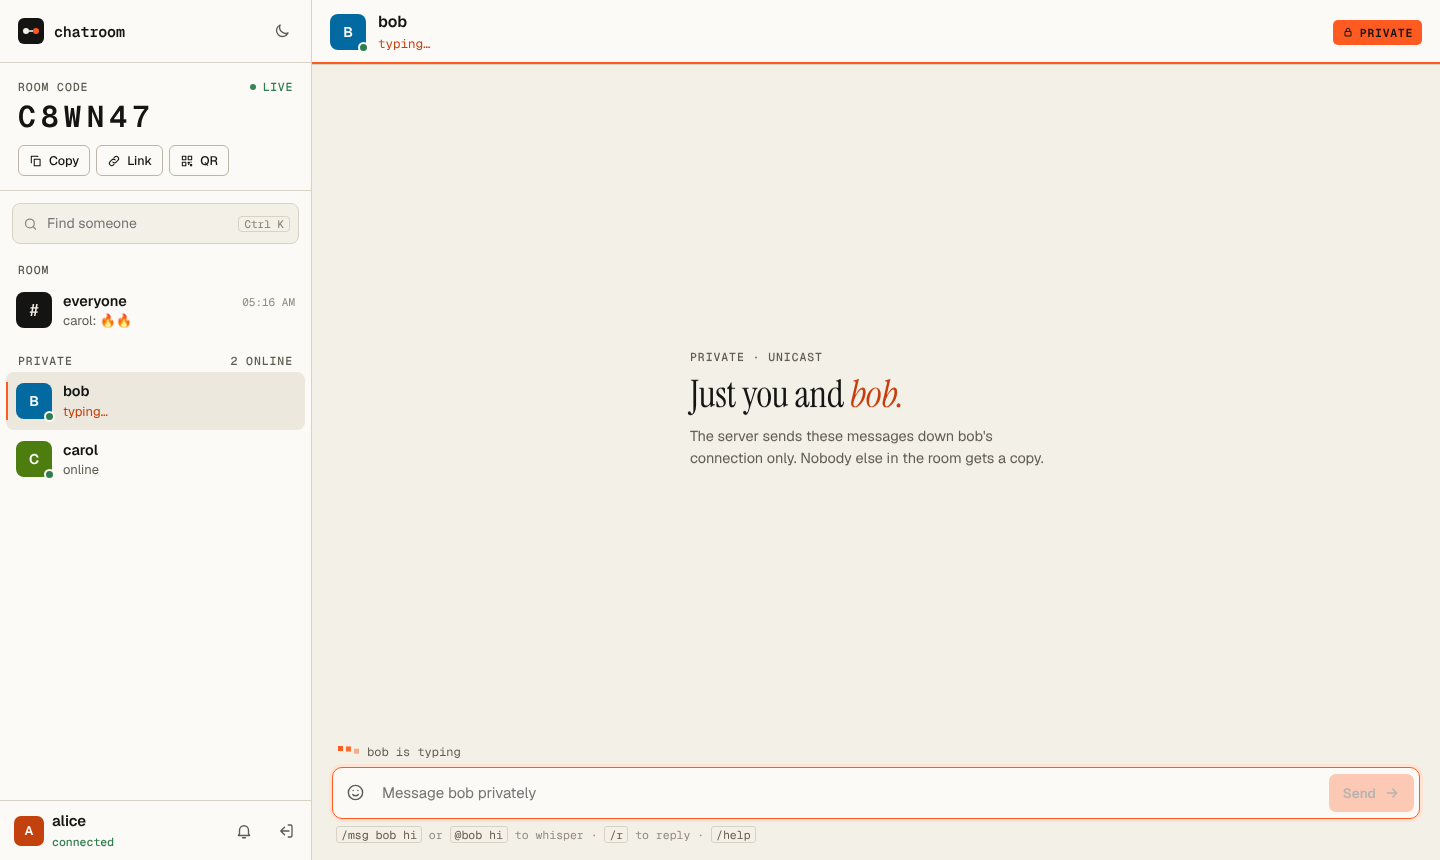 chatroom
ROOM CODE
LIVE
C8WN47
Copy
Link
QR
Find someone
Ctrl K
ROOM
#
everyone
05:16 AM
carol: 🔥🔥
PRIVATE
2 ONLINE
B
bob
typing…
C
carol
online
A
alice
connected
B
bob
typing…
PRIVATE
PRIVATE · UNICAST
Just you and bob.
The server sends these messages down bob's
connection only. Nobody else in the room gets a copy.
bob is typing
Message bob privately
Send
/msg bob hi or @bob hi to whisper · /r to reply · /help